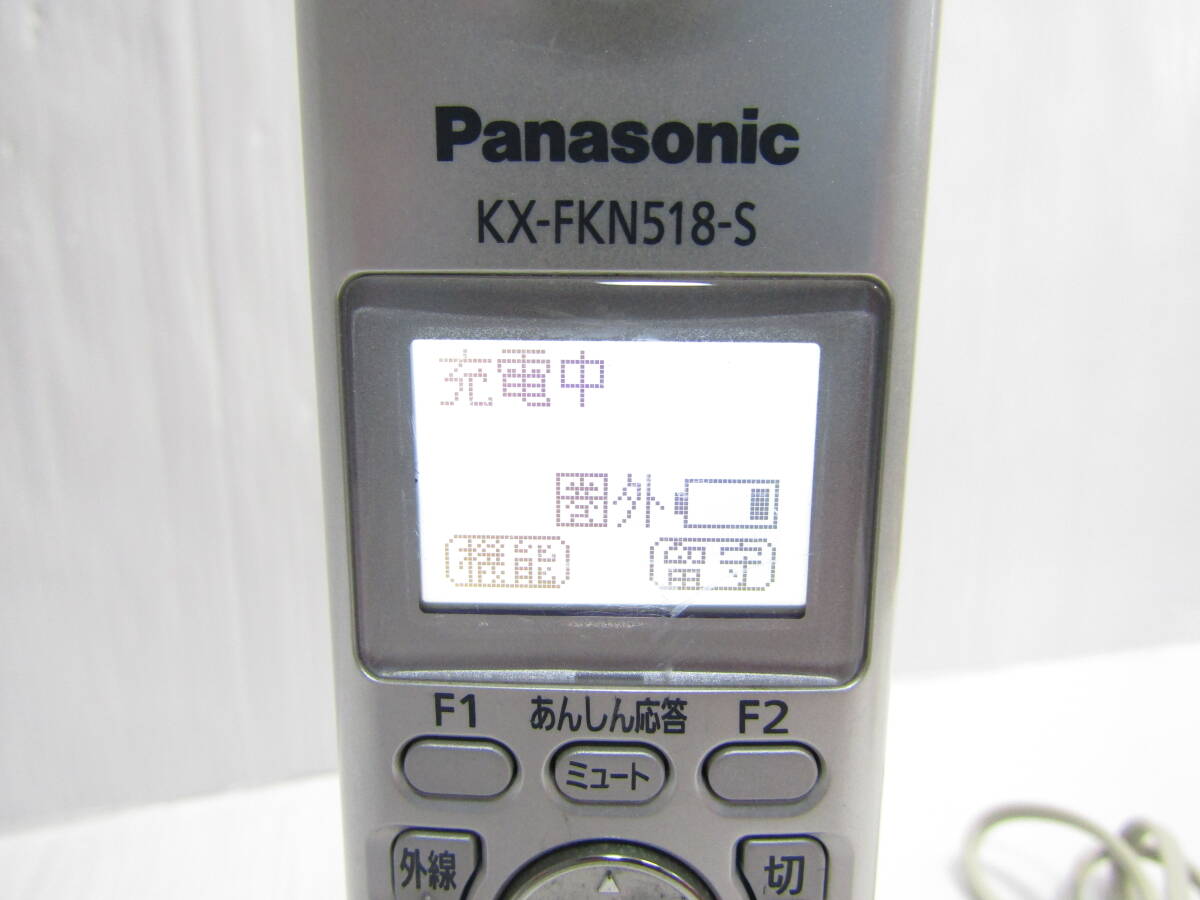 Panasonic
KX-FKN518-S
充電中
圏外
機能 留守
F1 あんしん応答 F2
ミュート
外線 切